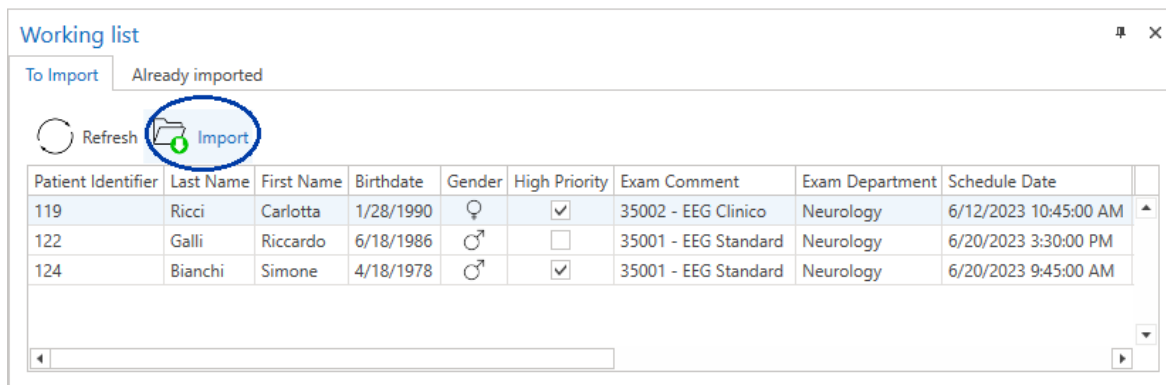 Working list
To Import Already imported
Refresh Import
Patient Identifier Last Name First Name Birthdate Gender High Priority Exam Comment Exam Department Schedule Date
119 Ricci Carlotta 1/28/1990 ♀ 35002 - EEG Clinico Neurology 6/12/2023 10:45:00 AM
122 Galli Riccardo 6/18/1986 ♂ 35001 - EEG Standard Neurology 6/20/2023 3:30:00 PM
124 Bianchi Simone 4/18/1978 ♂ 35001 - EEG Standard Neurology 6/20/2023 9:45:00 AM